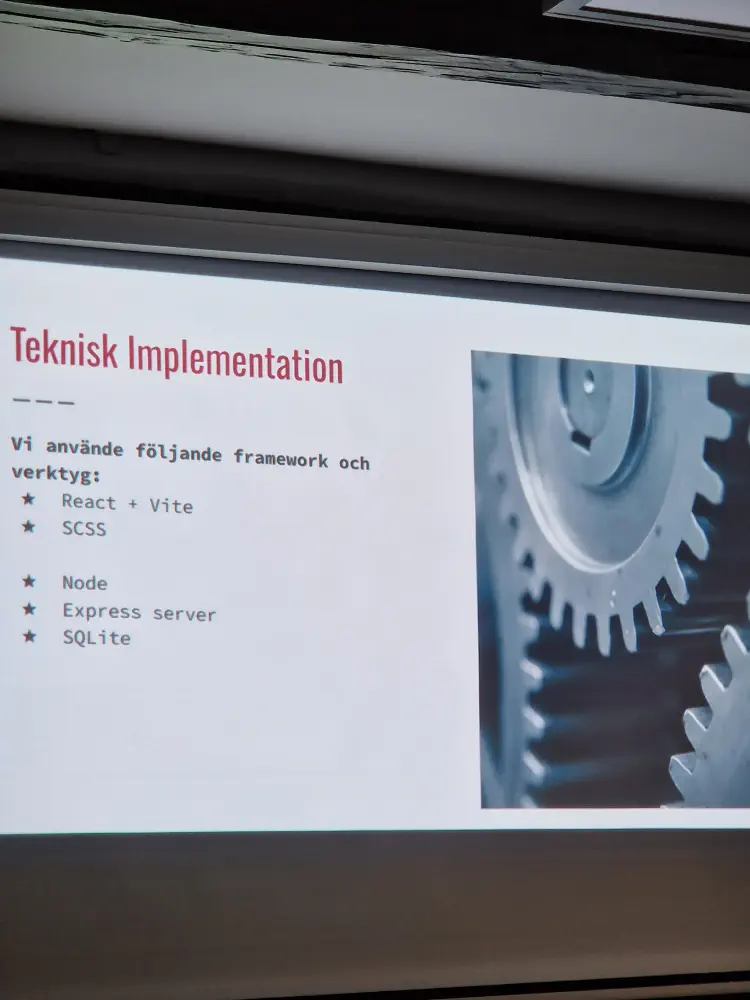 Teknisk Implementation
Vi använde följande framework och
verktyg:
★ React + Vite
★ SCSS
★ Node
★ Express server
★ SQLite